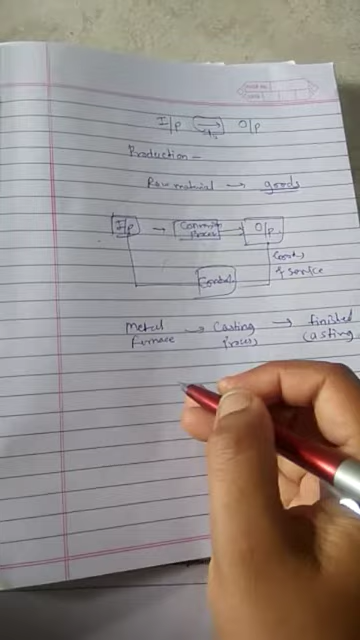 I/p → O/p
Production –
Raw material → goods
I/p → Conversion Process → O/p
Goods
& Service
Control
Metal → Casting → finished
furnace process Casting